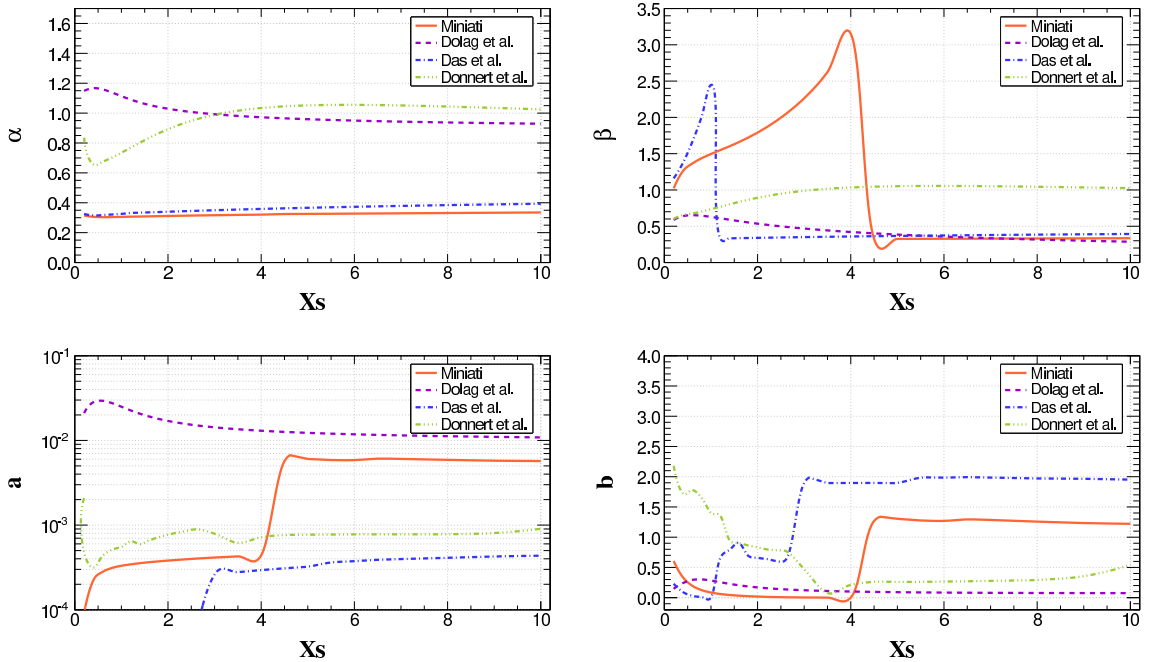 α
1.6
1.4
1.2
1.0
0.8
0.6
0.4
0.2
0.0
0 2 4 6 8 10
Xs
Miniati
Dolag et al.
Das et al.
Donnert et al.
β
3.5
3.0
2.5
2.0
1.5
1.0
0.5
0.0
0 2 4 6 8 10
Xs
Miniati
Dolag et al.
Das et al.
Donnert et al.
a
10-1
10-2
10-3
10-4
0 2 4 6 8 10
Xs
Miniati
Dolag et al.
Das et al.
Donnert et al.
b
4.0
3.5
3.0
2.5
2.0
1.5
1.0
0.5
0.0
0 2 4 6 8 10
Xs
Miniati
Dolag et al.
Das et al.
Donnert et al.